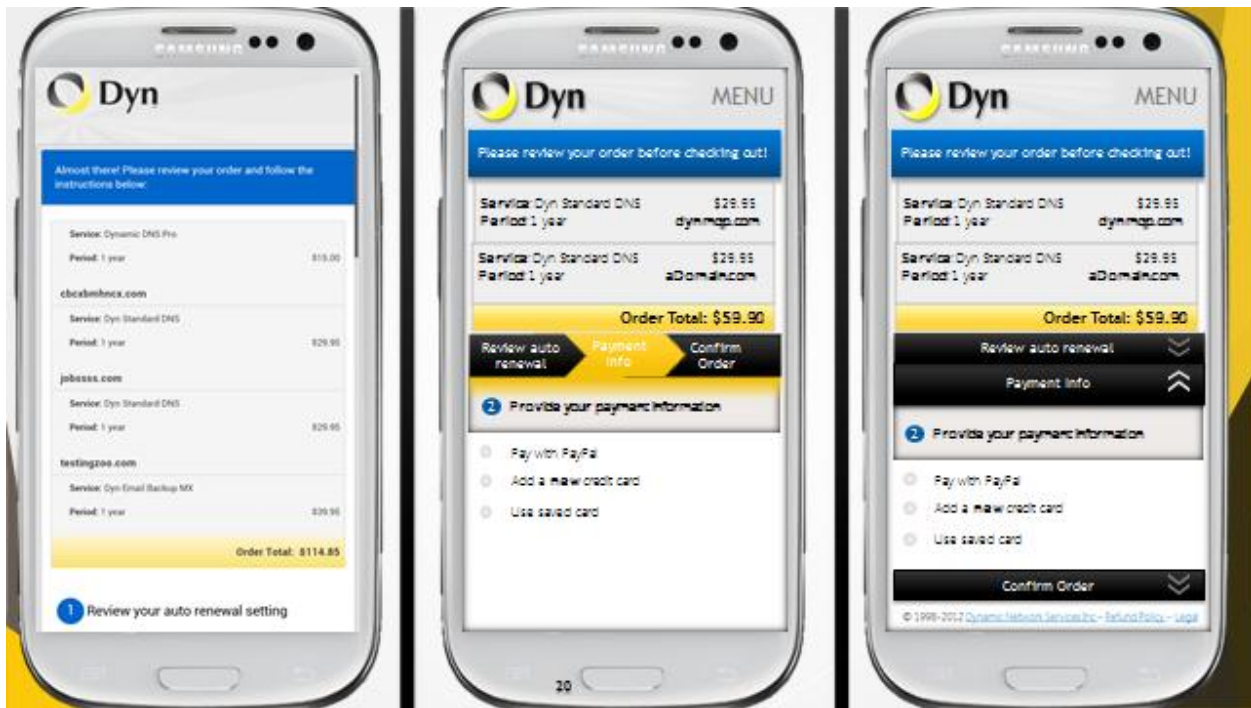 SAMSUNG
Dyn
Almost there! Please review your order and follow the
instructions below:
Service: Dynamic DNS Pro
Period: 1 year $15.00
cbcxbmhncx.com
Service: Dyn Standard DNS
Period: 1 year $29.95
jobssss.com
Service: Dyn Standard DNS
Period: 1 year $29.95
testingzoo.com
Service: Dyn Email Backup MX
Period: 1 year $39.95
Order Total: $114.85
1 Review your auto renewal setting
SAMSUNG
Dyn MENU
Please review your order before checking out!
Service: Dyn Standard DNS $29.95
Period: 1 year dynmap.com
Service: Dyn Standard DNS $29.95
Period: 1 year aDomain.com
Order Total: $59.90
Review auto
renewal
Payment
Info
Confirm
Order
2 Provide your payment information
Pay with PayPal
Add a new credit card
Use saved card
20
SAMSUNG
Dyn MENU
Please review your order before checking out!
Service: Dyn Standard DNS $29.95
Period: 1 year dynmap.com
Service: Dyn Standard DNS $29.95
Period: 1 year aDomain.com
Order Total: $59.90
Review auto renewal
Payment Info
2 Provide your payment information
Pay with PayPal
Add a new credit card
Use saved card
Confirm Order
© 1998-2012 Dynamic Network Services Inc - Refund Policy - Legal